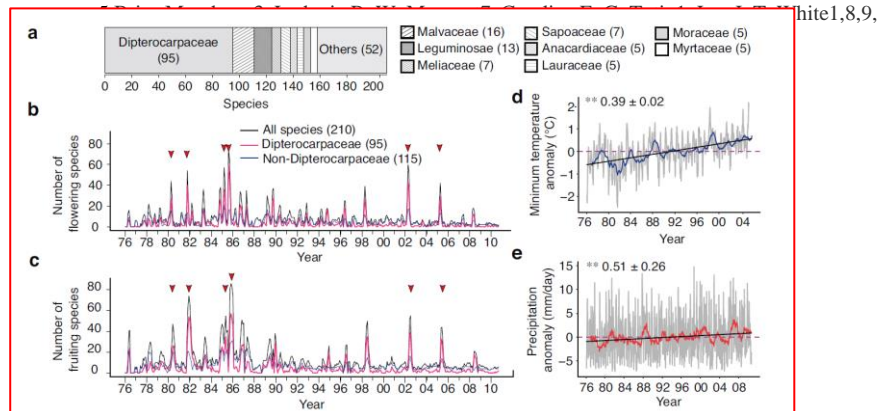 White1,8,9,
a
Dipterocarpaceae
(95)
Others (52)
0 20 40 60 80 100 120 140 160 180 200
Species
Malvaceae (16)
Leguminosae (13)
Meliaceae (7)
Sapoaceae (7)
Anacardiaceae (5)
Lauraceae (5)
Moraceae (5)
Myrtaceae (5)
b
All species (210)
Dipterocarpaceae (95)
Non-Dipterocarpaceae (115)
Number of
flowering species
80
60
40
20
0
76 78 80 82 84 86 88 90 92 94 96 98 00 02 04 06 08 10
Year
c
Number of
fruiting species
80
60
40
20
0
76 78 80 82 84 86 88 90 92 94 96 98 00 02 04 05 08 10
Year
d
** 0.39 ± 0.02
Minimum temperature
anomaly (°C)
2
1
0
−1
−2
76 80 84 88 92 96 00 04
Year
e
** 0.51 ± 0.26
Precipitation
anomaly (mm/day)
15
10
5
0
−5
76 78 84 88 92 96 00 04 08
Year